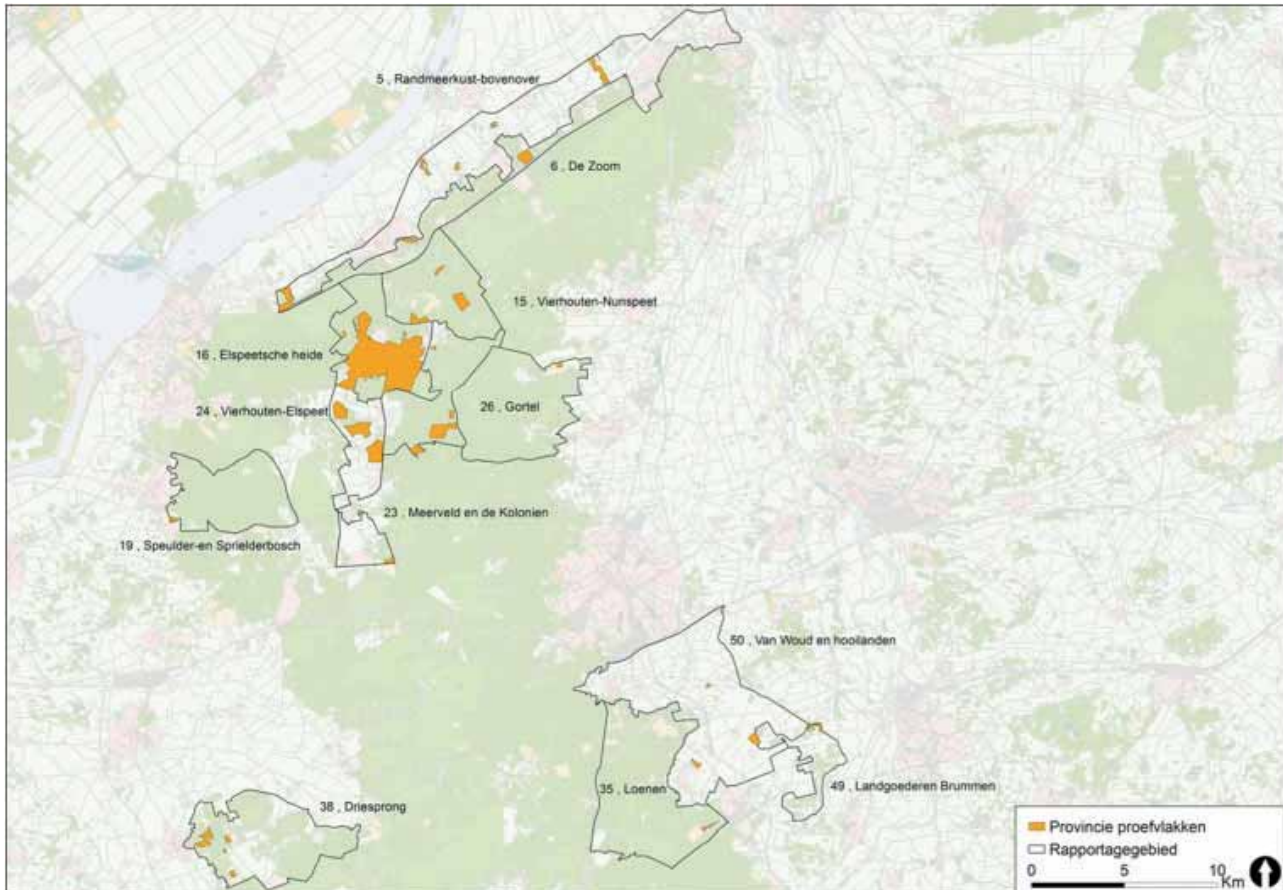 5 , Randmeerkust-bovenover
6 , De Zoom
15 , Vierhouten-Nunspeet
16 , Elspeetsche heide
24 , Vierhouten-Elspeet
26 , Gortel
23 , Meerveld en de Kolonien
19 , Speulder-en Sprielderbosch
50 , Van Woud en hooilanden
35 , Loenen
49 , Landgoederen Brummen
38 , Driesprong
Provincie proefvlakken
Rapportagegebied
0 5 10
Km